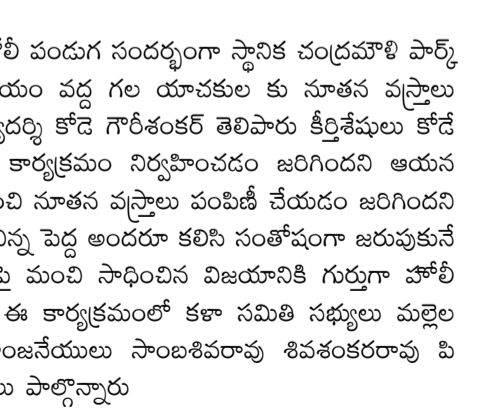 లీ పండుగ సందర్భంగా స్థానిక చంద్రమౌళి పార్క్
యం వద్ద గల యాచకుల కు నూతన వస్త్రాలు
దర్శి కోడె గౌరీశంకర్ తెలిపారు కీర్తిశేషులు కోడే
కార్యక్రమం నిర్వహించడం జరిగిందని ఆయన
చి నూతన వస్త్రాలు పంపిణీ చేయడం జరిగిందని
న్న పెద్ద అందరూ కలిసి సంతోషంగా జరుపుకునే
పై మంచి సాధించిన విజయానికి గుర్తుగా హోలీ
ఈ కార్యక్రమంలో కళా సమితి సభ్యులు మల్లెల
ంజనేయులు సాంబశివరావు శివశంకరరావు పి
లు పాల్గొన్నారు